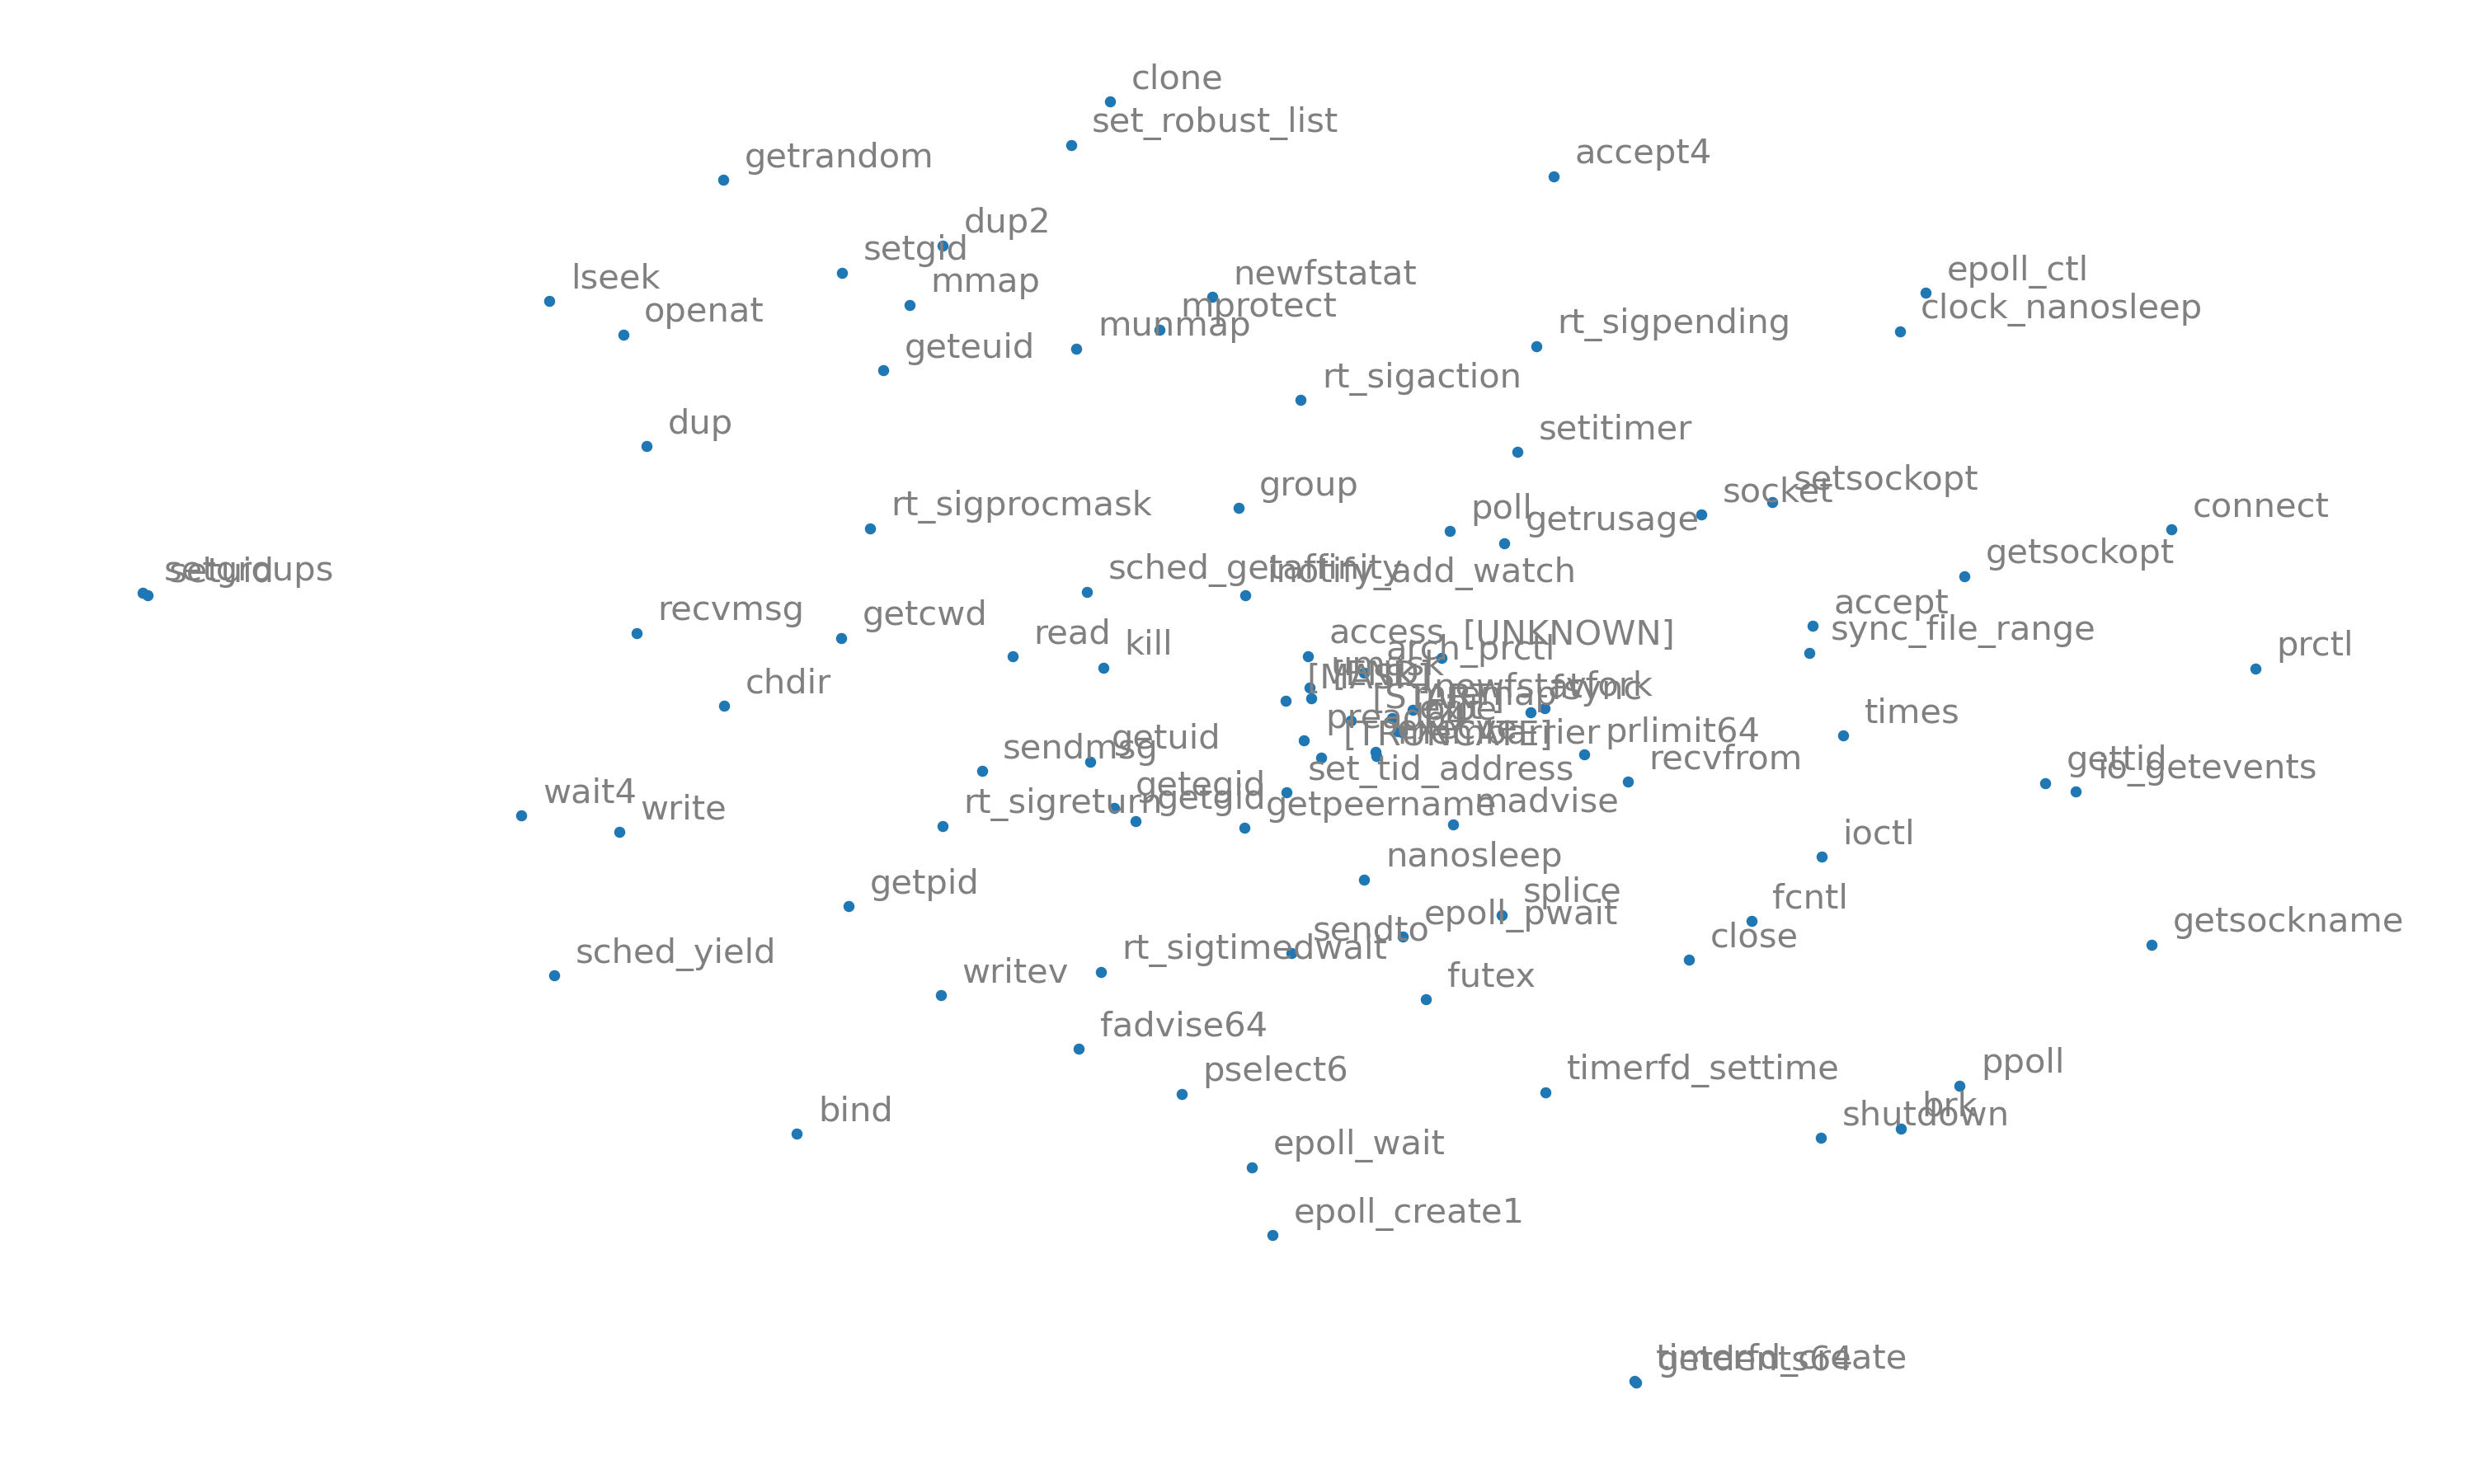 clone
set_robust_list
accept4
getrandom
dup2
setgid
epoll_ctl
lseek
mmap
newfstatat
openat
mprotect
clock_nanosleep
munmap
rt_sigpending
geteuid
rt_sigaction
dup
setitimer
group
setsockopt
socket
rt_sigprocmask
poll
getrusage
connect
getsockopt
setgroups
setuid
sched_getaffinity
inotify_add_watch
recvmsg
getcwd
read
kill
access
[UNKNOWN]
accept
sync_file_range
arch_prctl
prctl
umask
[MASK]
chdir
vfork
fsync
times
[TRUNCATE]
prlimit64
getuid
sendmsg
recvfrom
gettid
io_getevents
set_tid_address
getegid
getgid
wait4
write
rt_sigreturn
getpeername
madvise
ioctl
nanosleep
getpid
splice
fcntl
epoll_pwait
sendto
getsockname
close
rt_sigtimedwait
sched_yield
writev
futex
fadvise64
pselect6
timerfd_settime
ppoll
brk
shutdown
bind
epoll_wait
epoll_create1
timerfd_create
getdents64